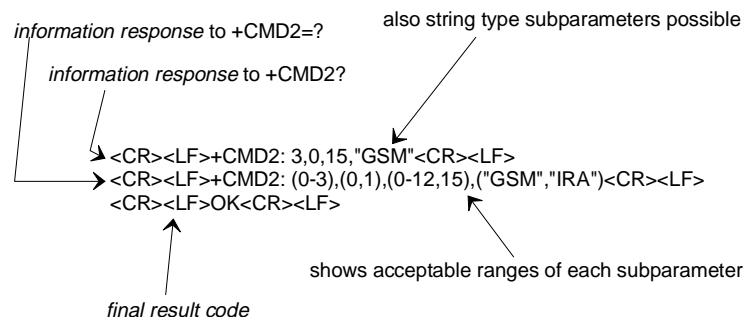 also string type subparameters possible
information response to +CMD2=?
information response to +CMD2?
<CR><LF>+CMD2: 3,0,15,"GSM"<CR><LF>
<CR><LF>+CMD2: (0-3),(0,1),(0-12,15),("GSM","IRA")<CR><LF>
<CR><LF>OK<CR><LF>
shows acceptable ranges of each subparameter
final result code